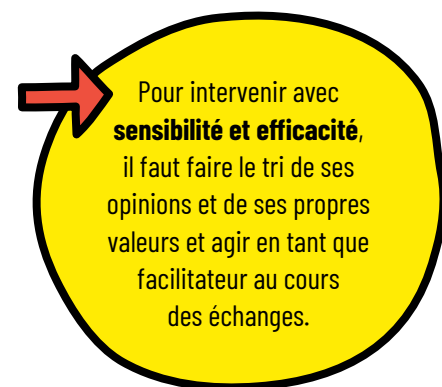 Pour intervenir avec
sensibilité et efficacité,
il faut faire le tri de ses
opinions et de ses propres
valeurs et agir en tant que
facilitateur au cours
des échanges.